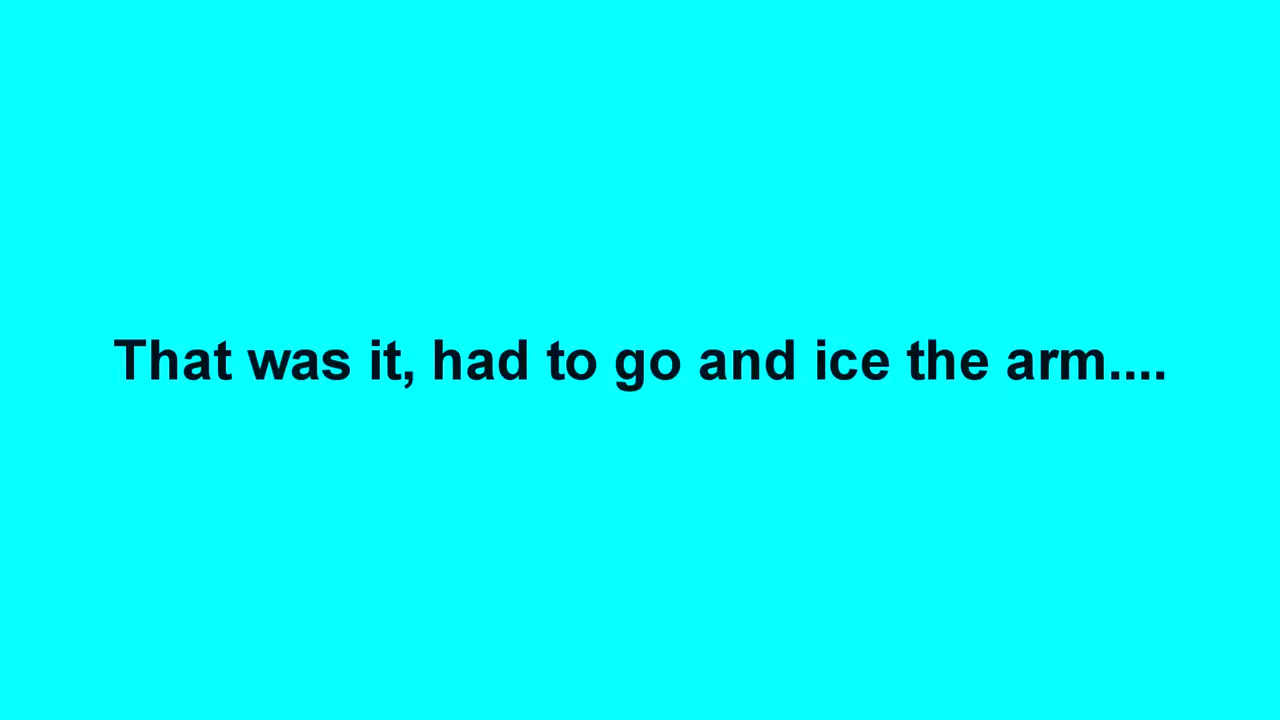 That was it, had to go and ice the arm....